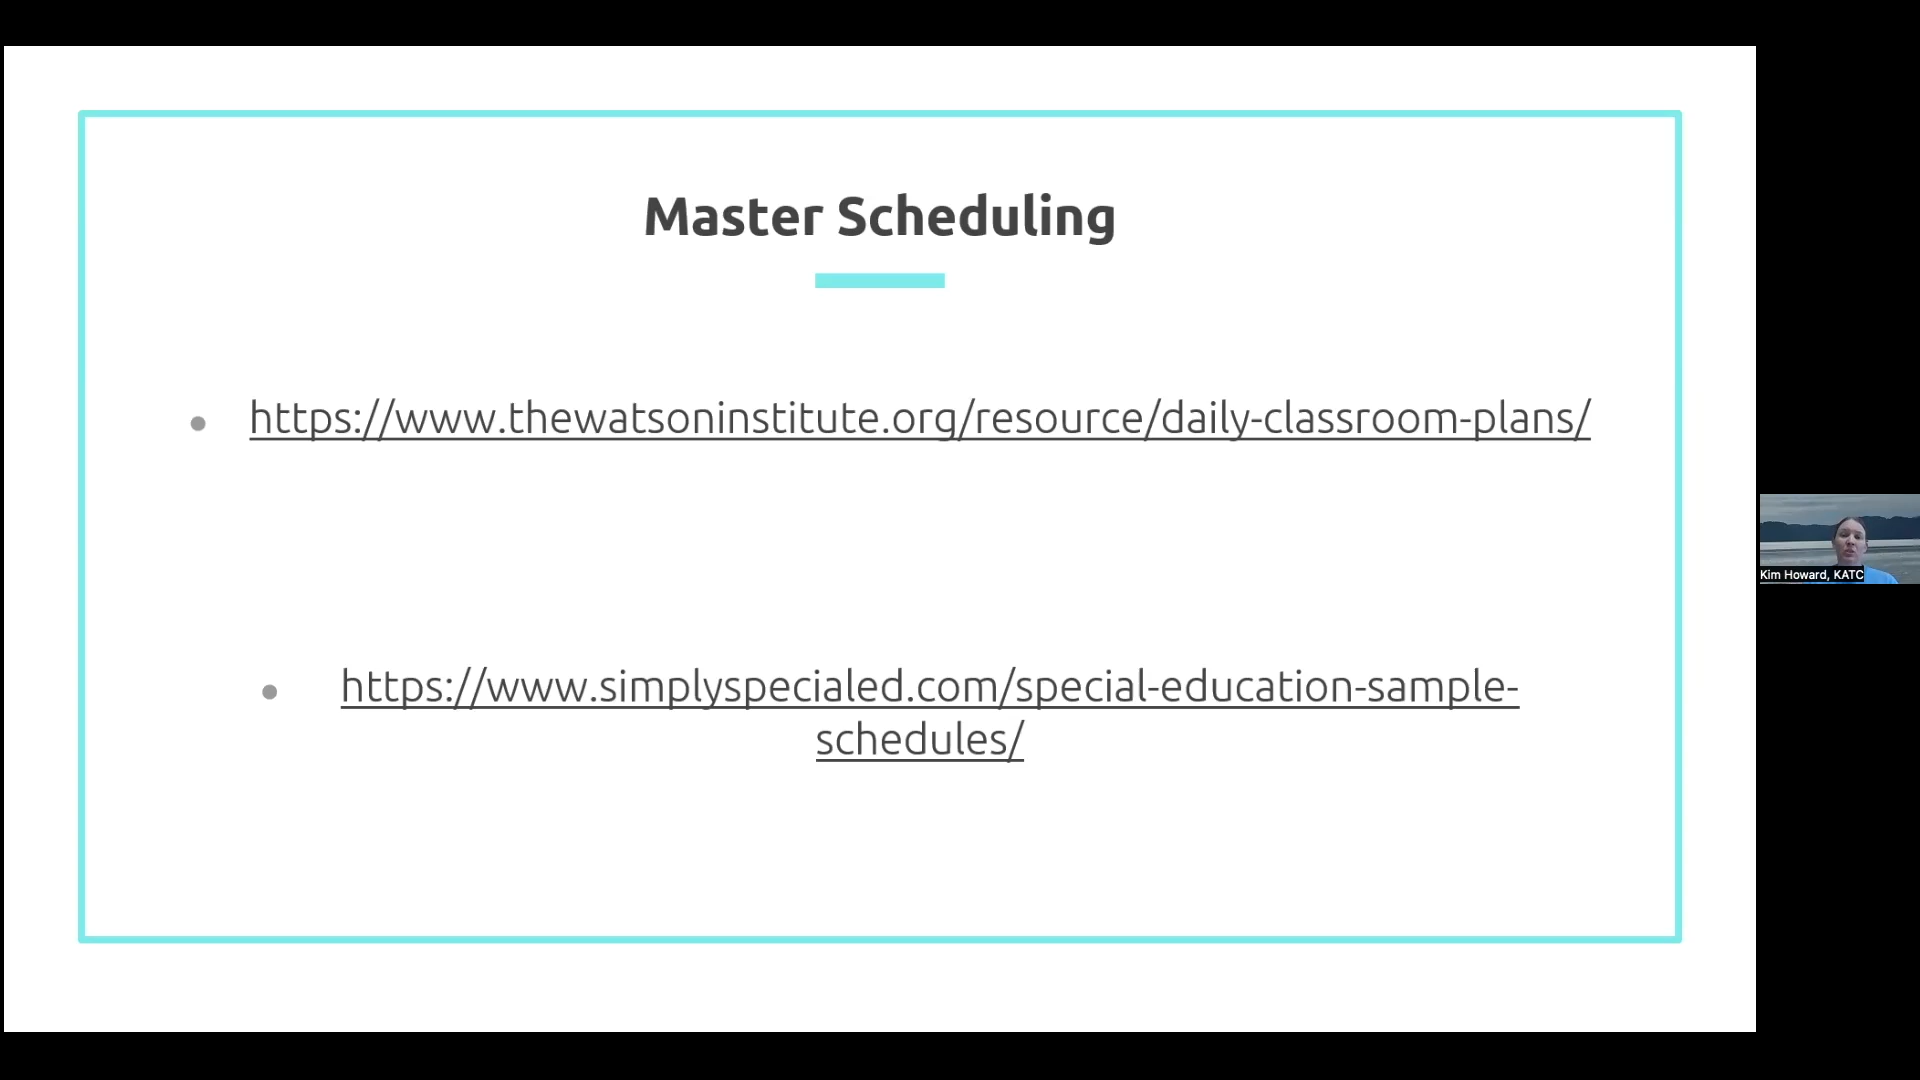 Master Scheduling
https://www.thewatsoninstitute.org/resource/daily-classroom-plans/
https://www.simplyspecialed.com/special-education-sample-
schedules/
Kim Howard, KATC